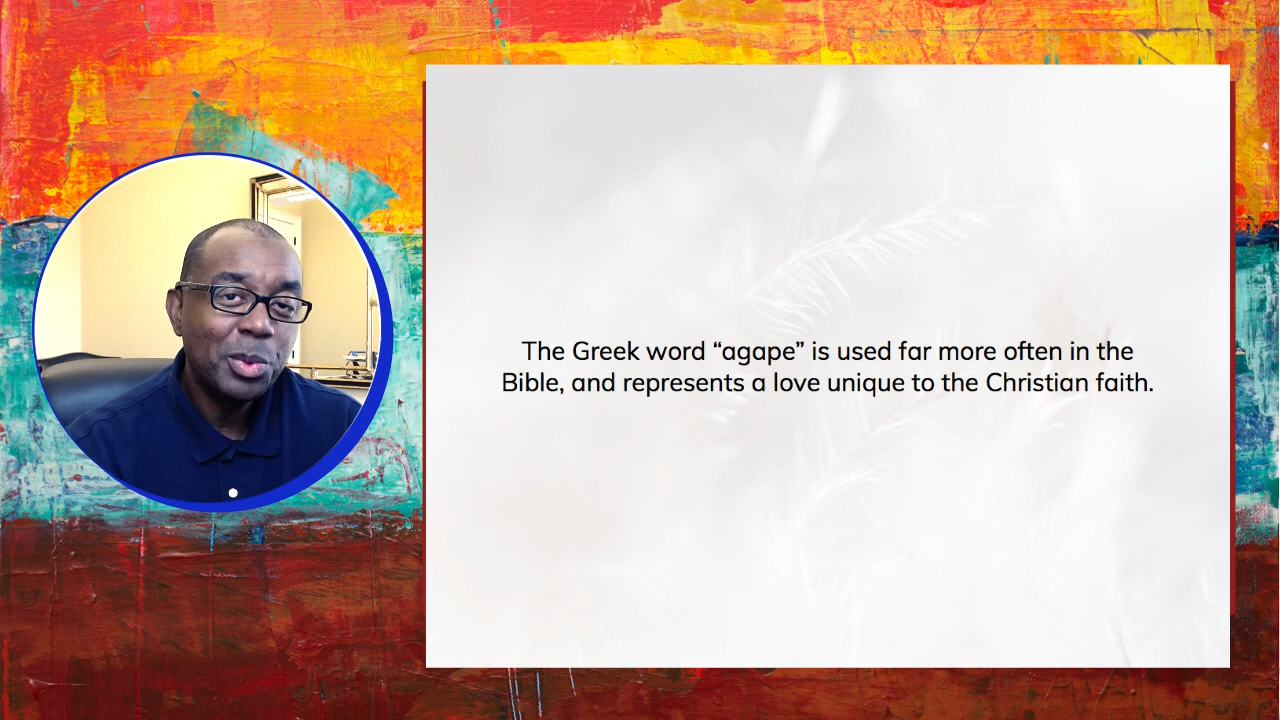 The Greek word “agape” is used far more often in the
Bible, and represents a love unique to the Christian faith.